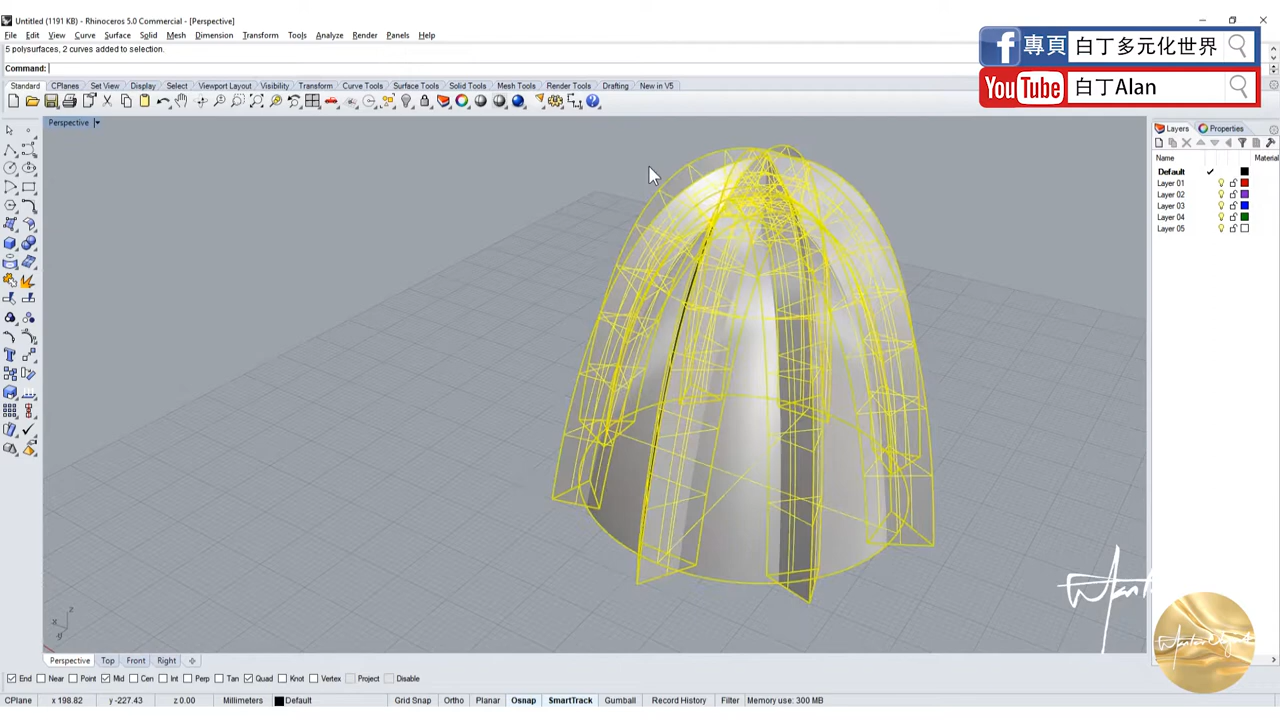 Untitled (1191 KB) - Rhinoceros 5.0 Commercial - [Perspective]
File Edit View Curve Surface Solid Mesh Dimension Transform Tools Analyze Render Panels Help
5 polysurfaces, 2 curves added to selection.
Command:
專頁 白丁多元化世界
YouTube 白丁Alan
Standard CPlanes Set View Display Select Viewport Layout Visibility Transform Curve Tools Surface Tools Solid Tools Mesh Tools Render Tools Drafting New in V5
Perspective
Layers Properties
Name Material
Default
Layer 01
Layer 02
Layer 03
Layer 04
Layer 05
z
x
y
Perspective Top Front Right
End Near Point Mid Cen Int Perp Tan Quad Knot Vertex Project Disable
CPlane x 198.82 y -227.43 z 0.00 Millimeters Default Grid Snap Ortho Planar Osnap SmartTrack Gumball Record History Filter Memory use: 300 MB